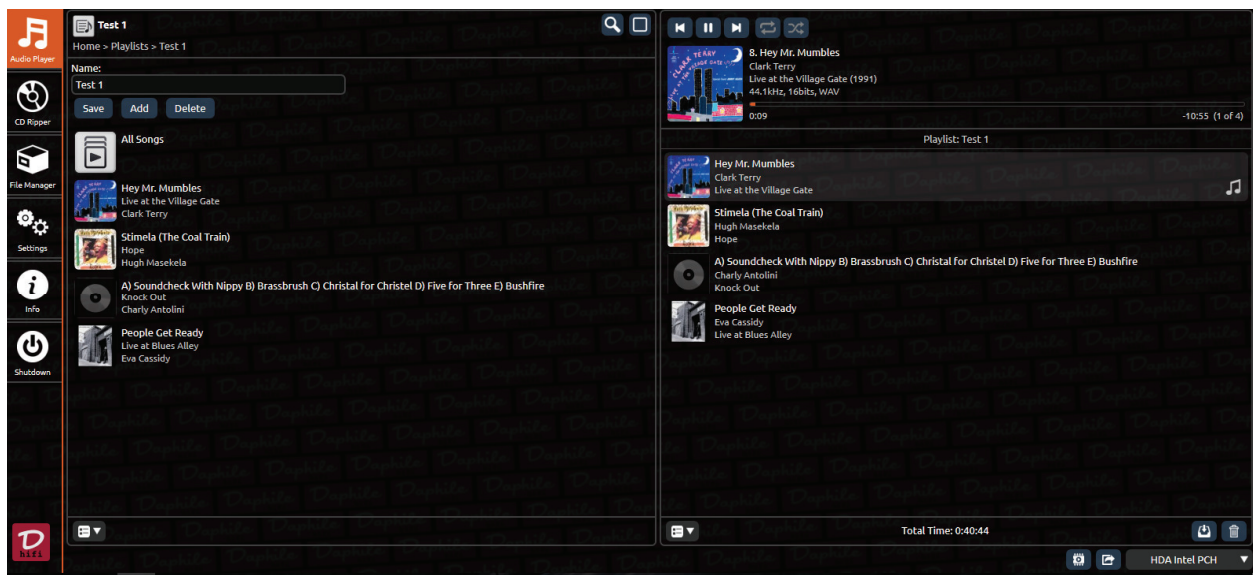 Audio Player
CD Ripper
File Manager
Settings
Info
Shutdown
D
hifi
Test 1
Home > Playlists > Test 1
Name:
Test 1
Save Add Delete
All Songs
Hey Mr. Mumbles
Live at the Village Gate
Clark Terry
Stimela (The Coal Train)
Hope
Hugh Masekela
A) Soundcheck With Nippy B) Brassbrush C) Christal for Christel D) Five for Three E) Bushfire
Knock Out
Charly Antolini
People Get Ready
Live at Blues Alley
Eva Cassidy
8. Hey Mr. Mumbles
Clark Terry
Live at the Village Gate (1991)
44.1kHz, 16bits, WAV
0:09 -10:55 (1 of 4)
CLARK TERRY
Playlist: Test 1
Hey Mr. Mumbles
Clark Terry
Live at the Village Gate
Stimela (The Coal Train)
Hugh Masekela
Hope
A) Soundcheck With Nippy B) Brassbrush C) Christal for Christel D) Five for Three E) Bushfire
Charly Antolini
Knock Out
People Get Ready
Eva Cassidy
Live at Blues Alley
Total Time: 0:40:44
HDA Intel PCH
Daphile